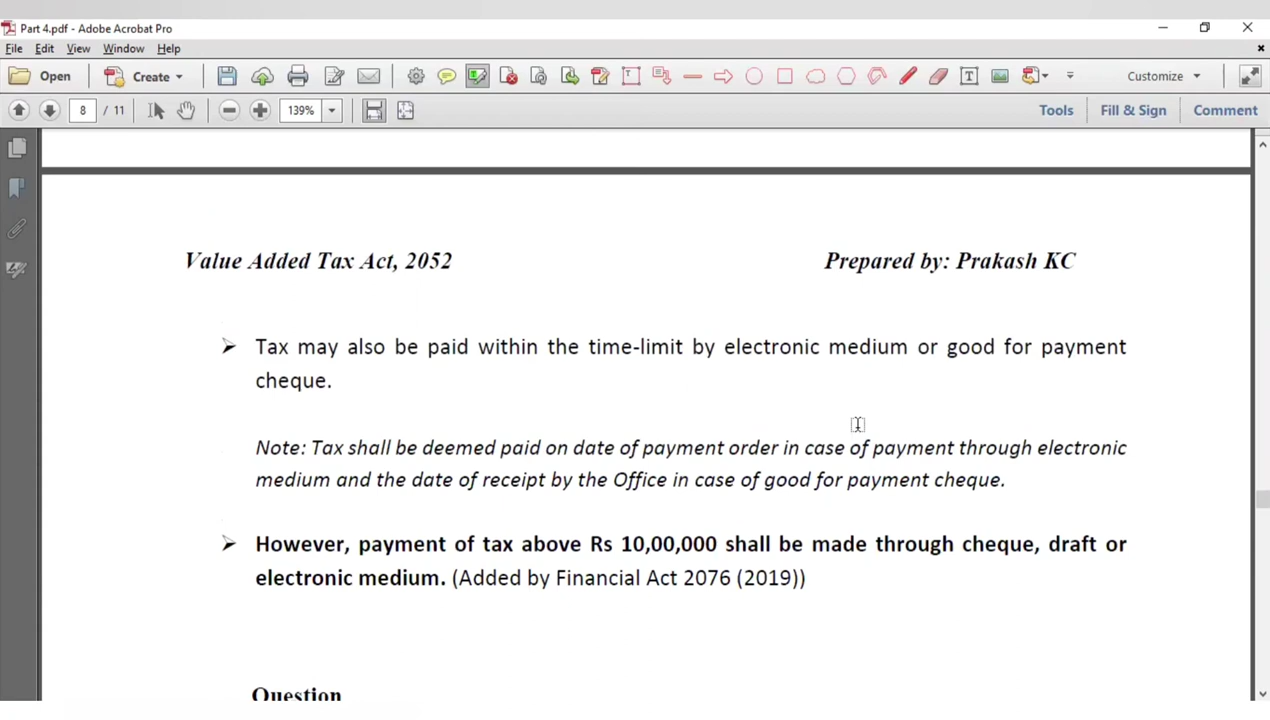 Part 4.pdf - Adobe Acrobat Pro
File Edit View Window Help
Open Create Customize
8 / 11 139% Tools Fill & Sign Comment
Value Added Tax Act, 2052 Prepared by: Prakash KC
Tax may also be paid within the time-limit by electronic medium or good for payment
cheque.
Note: Tax shall be deemed paid on date of payment order in case of payment through electronic
medium and the date of receipt by the Office in case of good for payment cheque.
However, payment of tax above Rs 10,00,000 shall be made through cheque, draft or
electronic medium. (Added by Financial Act 2076 (2019))
Question